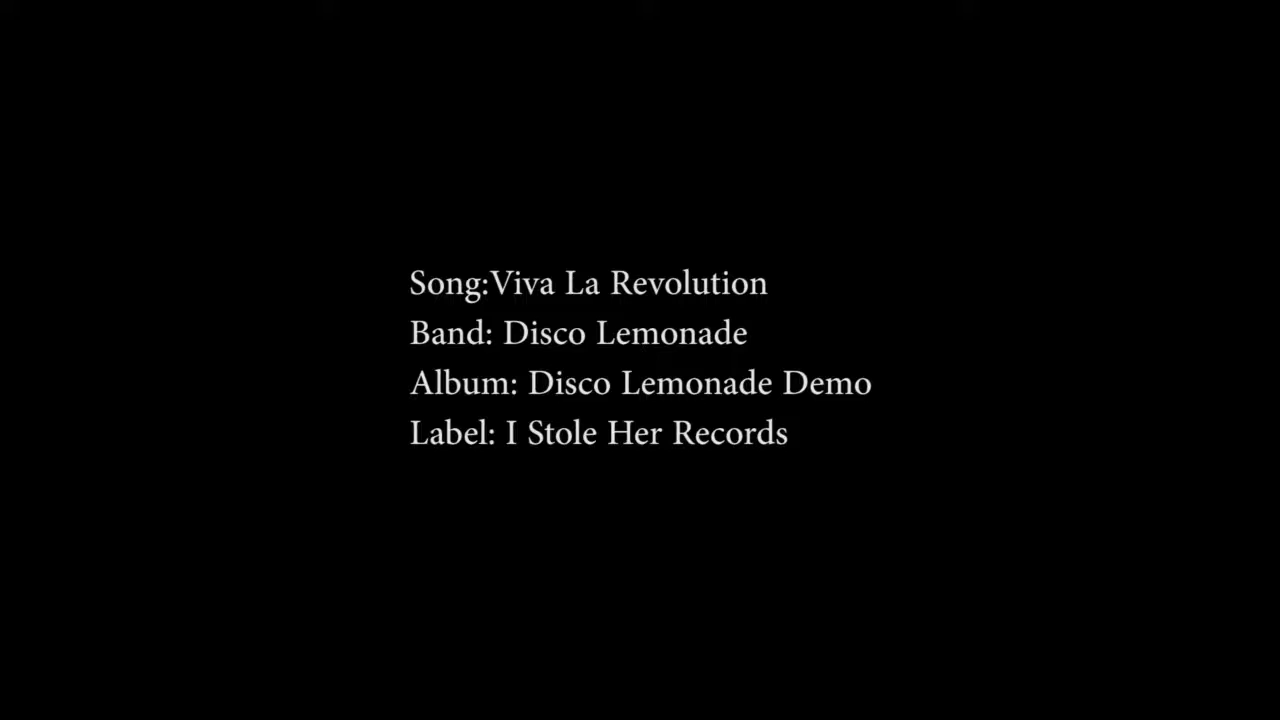 Song:Viva La Revolution
Band: Disco Lemonade
Album: Disco Lemonade Demo
Label: I Stole Her Records